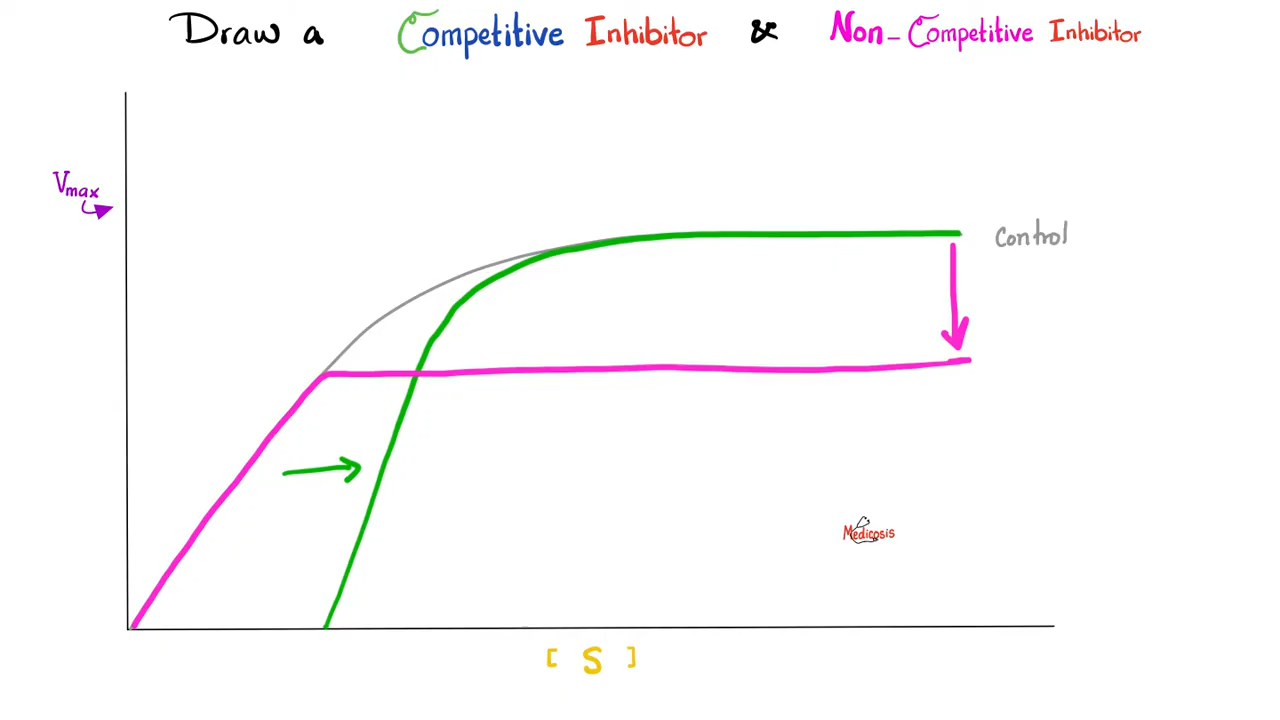 Draw a Competitive Inhibitor & Non-Competitive Inhibitor
Vmax
Control
Medicosis
[ S ]